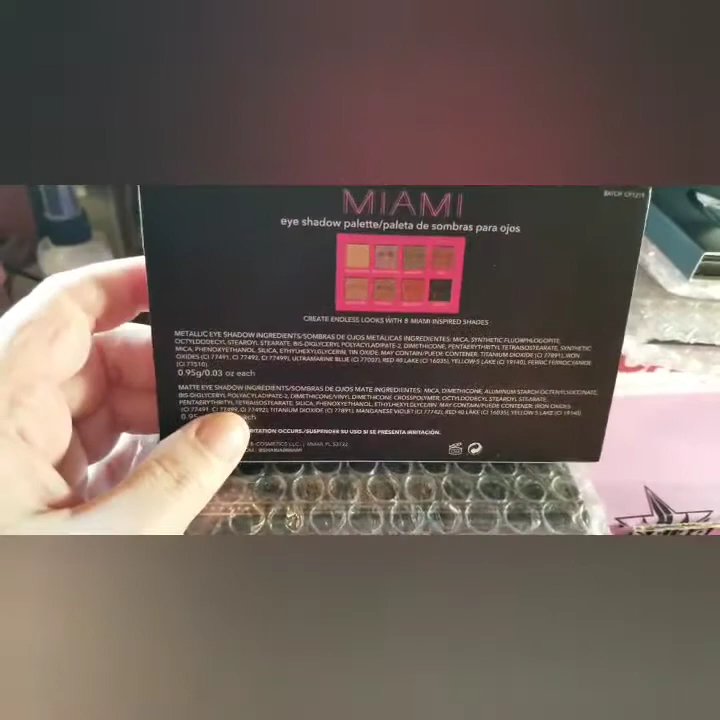 BATCH: CF1211
MIAMI
eye shadow palette/paleta de sombras para ojos
CREATE ENDLESS LOOKS WITH 8 MIAMI INSPIRED SHADES
METALLIC EYE SHADOW INGREDIENTS/SOMBRAS DE OJOS METALICAS INGREDIENTES: MICA, SYNTHETIC FLUORPHLOGOPITE,
OCTYLDODECYL STEAROYL STEARATE, BIS-DIGLYCERYL POLYACYLADIPATE-2, DIMETHICONE, PENTAERYTHRITYL TETRAISOSTEARATE, SYNTHETIC
MICA, PHENOXYETHANOL, SILICA, ETHYLHEXYLGLYCERIN, TIN OXIDE. MAY CONTAIN/PUEDE CONTENER: TITANIUM DIOXIDE (CI 77891), IRON
OXIDES (CI 77491, CI 77492, CI 77499), ULTRAMARINE BLUE (CI 77007), RED 40 LAKE (CI 16035), YELLOW 5 LAKE (CI 19140), FERRIC FERROCYANIDE
(CI 77510)
0.95g/0.03 oz each
MATTE EYE SHADOW INGREDIENTS/SOMBRAS DE OJOS MATE INGREDIENTES: MICA, DIMETHICONE, ALUMINUM STARCH OCTENYLSUCCINATE,
BIS-DIGLYCERYL POLYACYLADIPATE-2, DIMETHICONE/VINYL DIMETHICONE CROSSPOLYMER, OCTYLDODECYL STEAROYL STEARATE,
PENTAERYTHRITYL TETRAISOSTEARATE, SILICA, PHENOXYETHANOL, ETHYLHEXYLGLYCERIN. MAY CONTAIN/PUEDE CONTENER: IRON OXIDES
(CI 77491, CI 77499, CI 77492), TITANIUM DIOXIDE (CI 77891), MANGANESE VIOLET (CI 77742), RED 40 LAKE (CI 16035), YELLOW 5 LAKE (CI 19140)
each
OCCURS./SUSPENDER SU USO SI SE PRESENTA IRRITACIÓN.
COSMETICS LLC. | MIAMI, FL